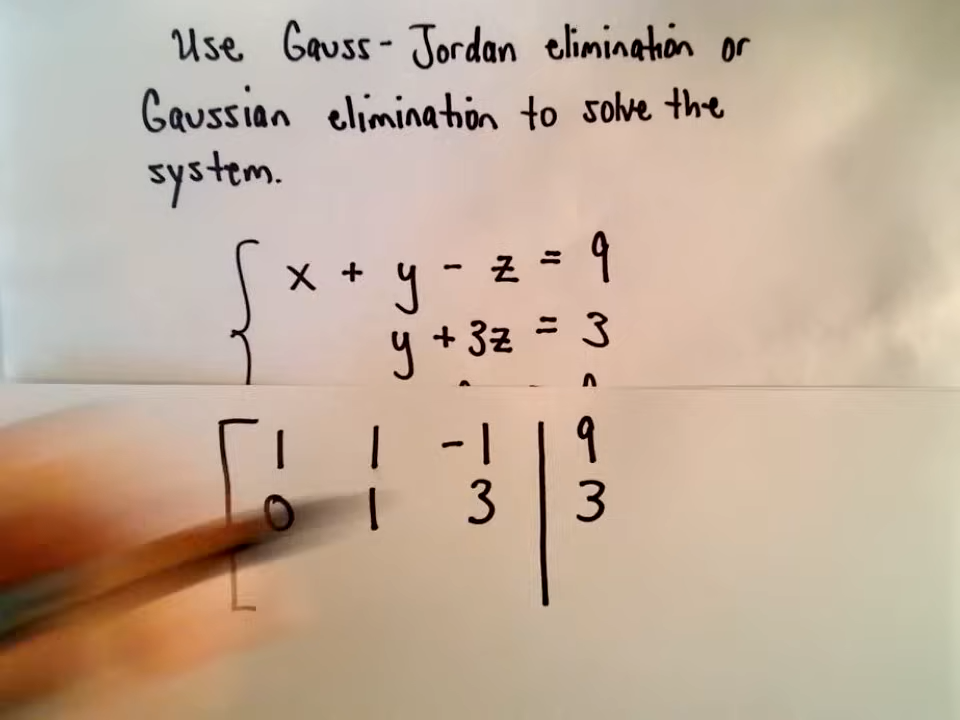 Use Gauss-Jordan elimination or
Gaussian elimination to solve the
system.
x + y - z = 9
y + 3z = 3
1 1 -1 | 9
0 1 3 | 3